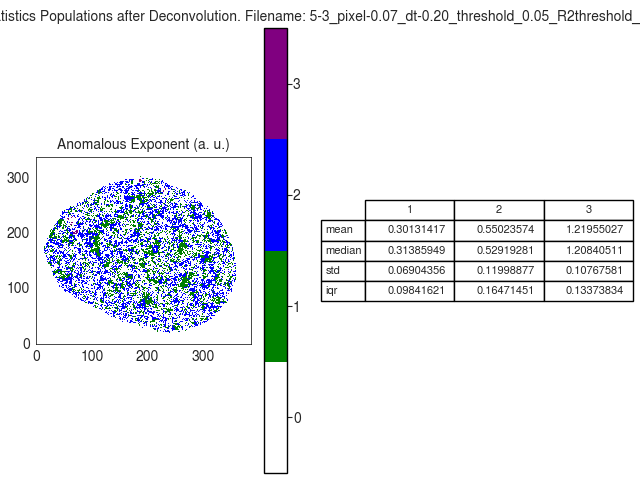 Populations after Deconvolution. Filename: 5-3_pixel-0.07_dt-0.20_threshold_0.05_R2threshold_
Anomalous Exponent (a. u.)
300
200
100
0
0 100 200 300
3
2
1
0
1 2 3
mean 0.30131417 0.55023574 1.21955027
median 0.31385949 0.52919281 1.20840511
std 0.06904356 0.11998877 0.10767581
iqr 0.09841621 0.16471451 0.13373834